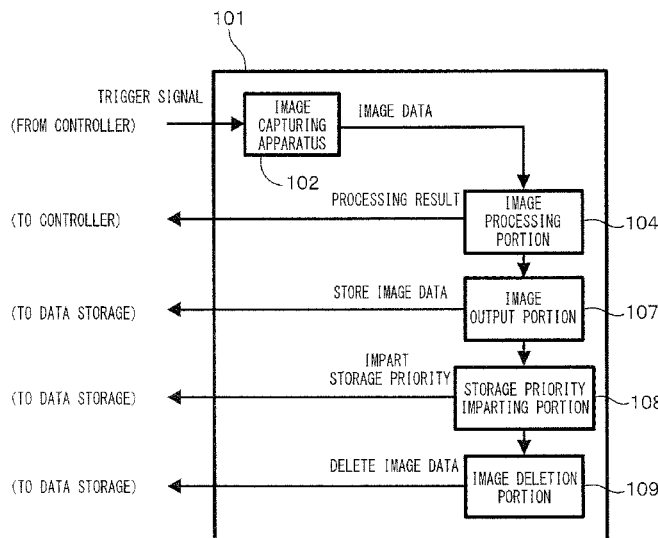 101
TRIGGER SIGNAL
(FROM CONTROLLER)
IMAGE
CAPTURING
APPARATUS
IMAGE DATA
102
PROCESSING RESULT
(TO CONTROLLER)
IMAGE
PROCESSING
PORTION
104
STORE IMAGE DATA
(TO DATA STORAGE)
IMAGE
OUTPUT PORTION
107
IMPART
STORAGE PRIORITY
(TO DATA STORAGE)
STORAGE PRIORITY
IMPARTING PORTION
108
DELETE IMAGE DATA
(TO DATA STORAGE)
IMAGE DELETION
PORTION
109